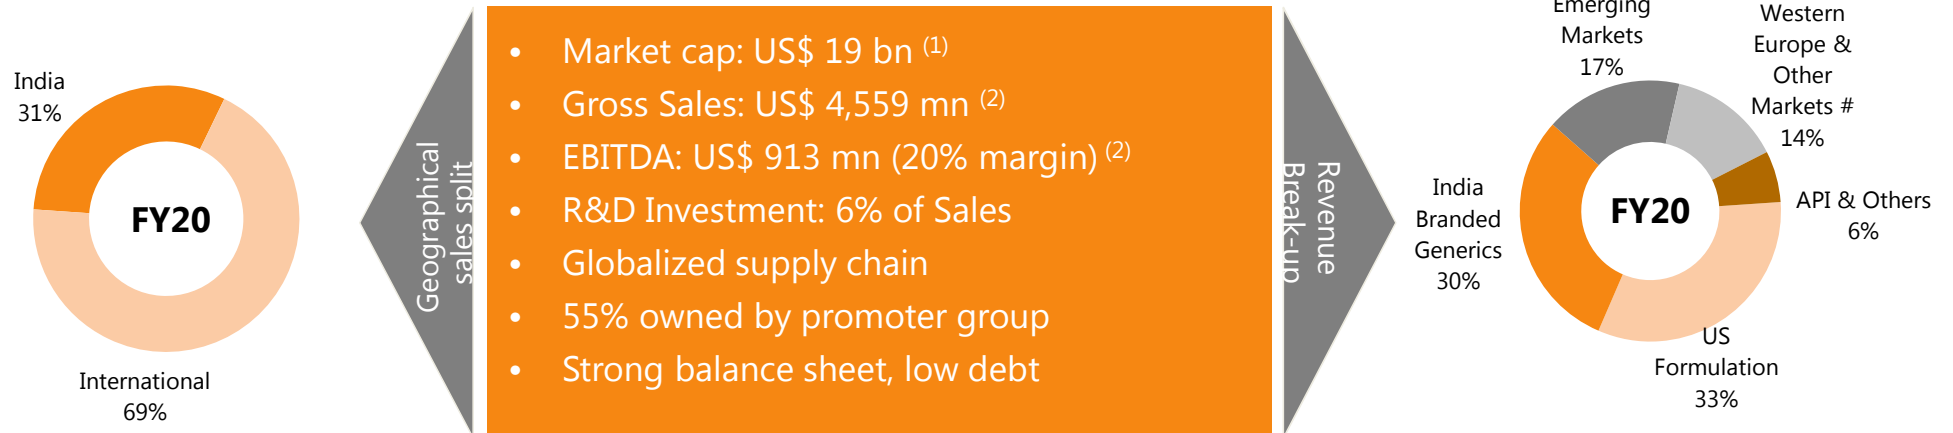 India
31%
FY20
International
69%
Geographical
sales split
• Market cap: US$ 19 bn (1)
• Gross Sales: US$ 4,559 mn (2)
• EBITDA: US$ 913 mn (20% margin) (2)
• R&D Investment: 6% of Sales
• Globalized supply chain
• 55% owned by promoter group
• Strong balance sheet, low debt
Revenue
Break-up
Emerging
Markets
17%
Western
Europe &
Other
Markets #
14%
India
Branded
Generics
30%
FY20
API & Others
6%
US
Formulation
33%